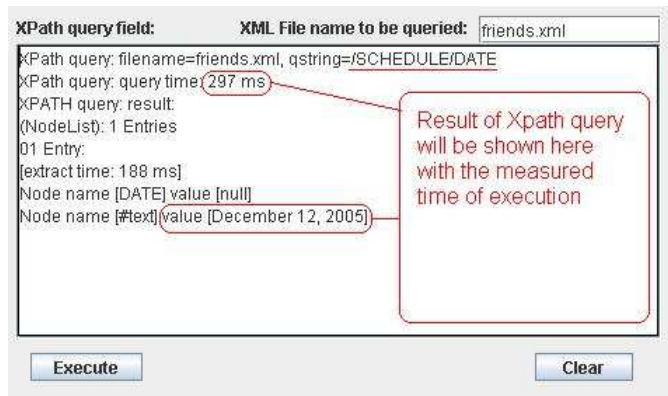 XPath query field: XML File name to be queried: friends.xml
XPath query: filename=friends.xml, qstring=/SCHEDULE/DATE
XPath query: query time: 297 ms
XPATH query: result:
(NodeList): 1 Entries
01 Entry:
[extract time: 188 ms]
Node name [DATE] value [null]
Node name [#text] value [December 12, 2005]
Result of Xpath query
will be shown here
with the measured
time of execution
Execute Clear